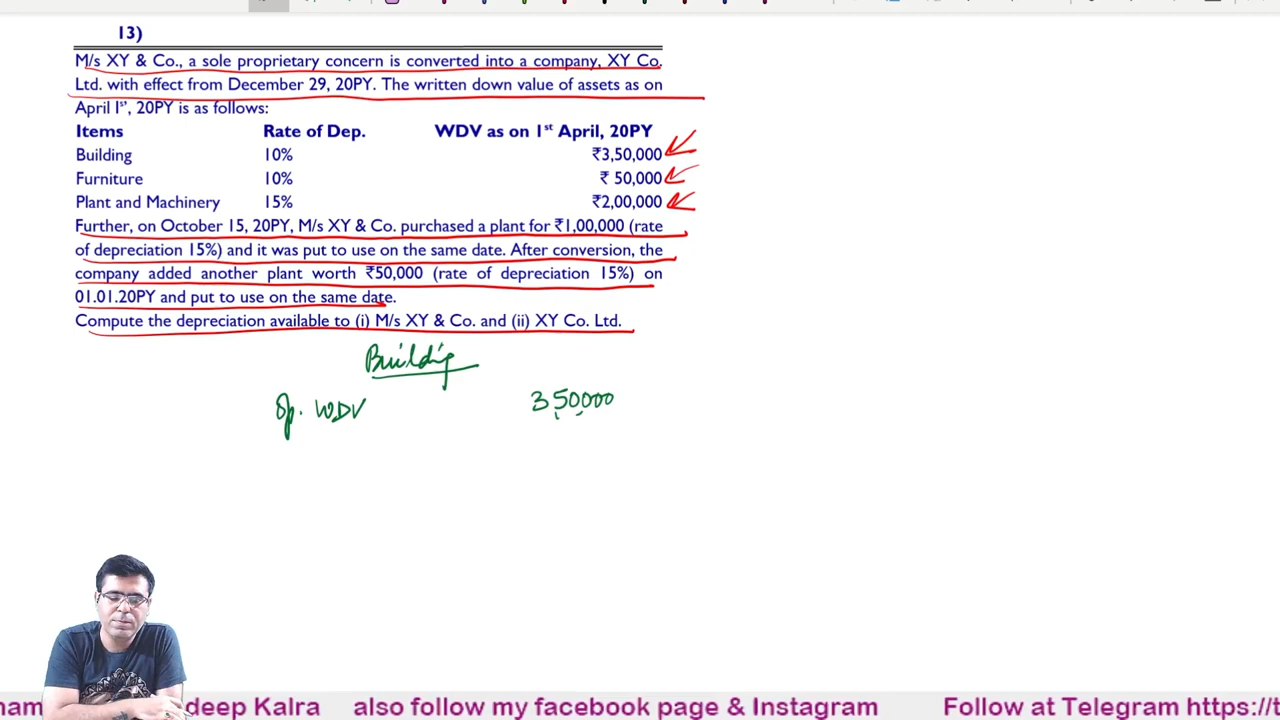 13)
M/s XY & Co., a sole proprietary concern is converted into a company, XY Co.
Ltd. with effect from December 29, 20PY. The written down value of assets as on
April 1st, 20PY is as follows:
Items Rate of Dep. WDV as on 1st April, 20PY
Building 10% ₹3,50,000
Furniture 10% ₹ 50,000
Plant and Machinery 15% ₹2,00,000
Further, on October 15, 20PY, M/s XY & Co. purchased a plant for ₹1,00,000 (rate
of depreciation 15%) and it was put to use on the same date. After conversion, the
company added another plant worth ₹50,000 (rate of depreciation 15%) on
01.01.20PY and put to use on the same date.
Compute the depreciation available to (i) M/s XY & Co. and (ii) XY Co. Ltd.
Building
Op. WDV 3,50,000
deep Kalra also follow my facebook page & Instagram Follow at Telegram https://t